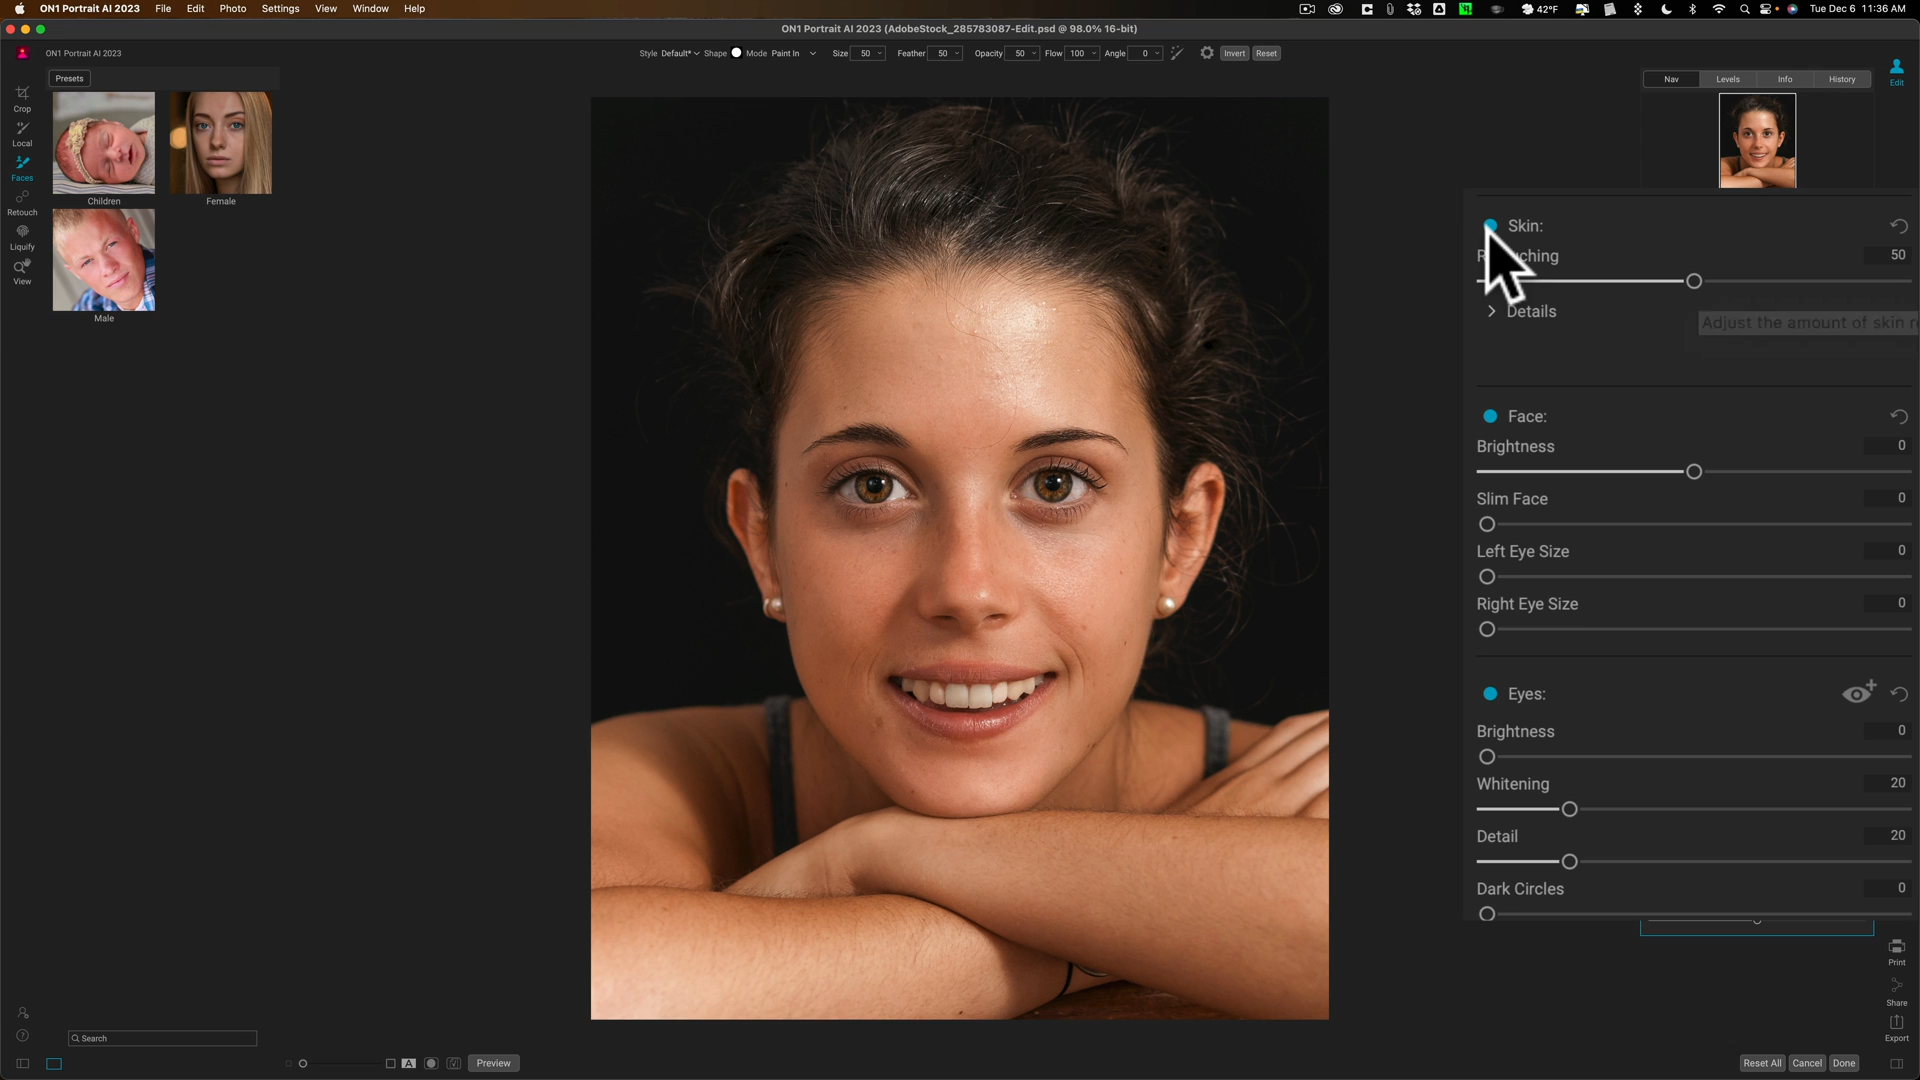 ON1 Portrait AI 2023 File Edit Photo Settings View Window Help 42°F Tue Dec 6 11:36 AM
ON1 Portrait AI 2023 (AdobeStock_285783087-Edit.psd @ 98.0% 16-bit)
ON1 Portrait AI 2023 Style Default* Shape Mode Paint In Size 50 Feather 50 Opacity 50 Flow 100 Angle 0 Invert Reset
Presets Nav Levels Info History Edit
Crop
Local
Faces
Retouch
Liquify
View
Children Female
Male
Skin:
50
Details
Adjust the amount of skin
Face:
Brightness 0
Slim Face 0
Left Eye Size 0
Right Eye Size 0
Eyes:
Brightness 0
Whitening 20
Detail 20
Dark Circles 0
Print
Share
Export
Search
A Preview Reset All Cancel Done